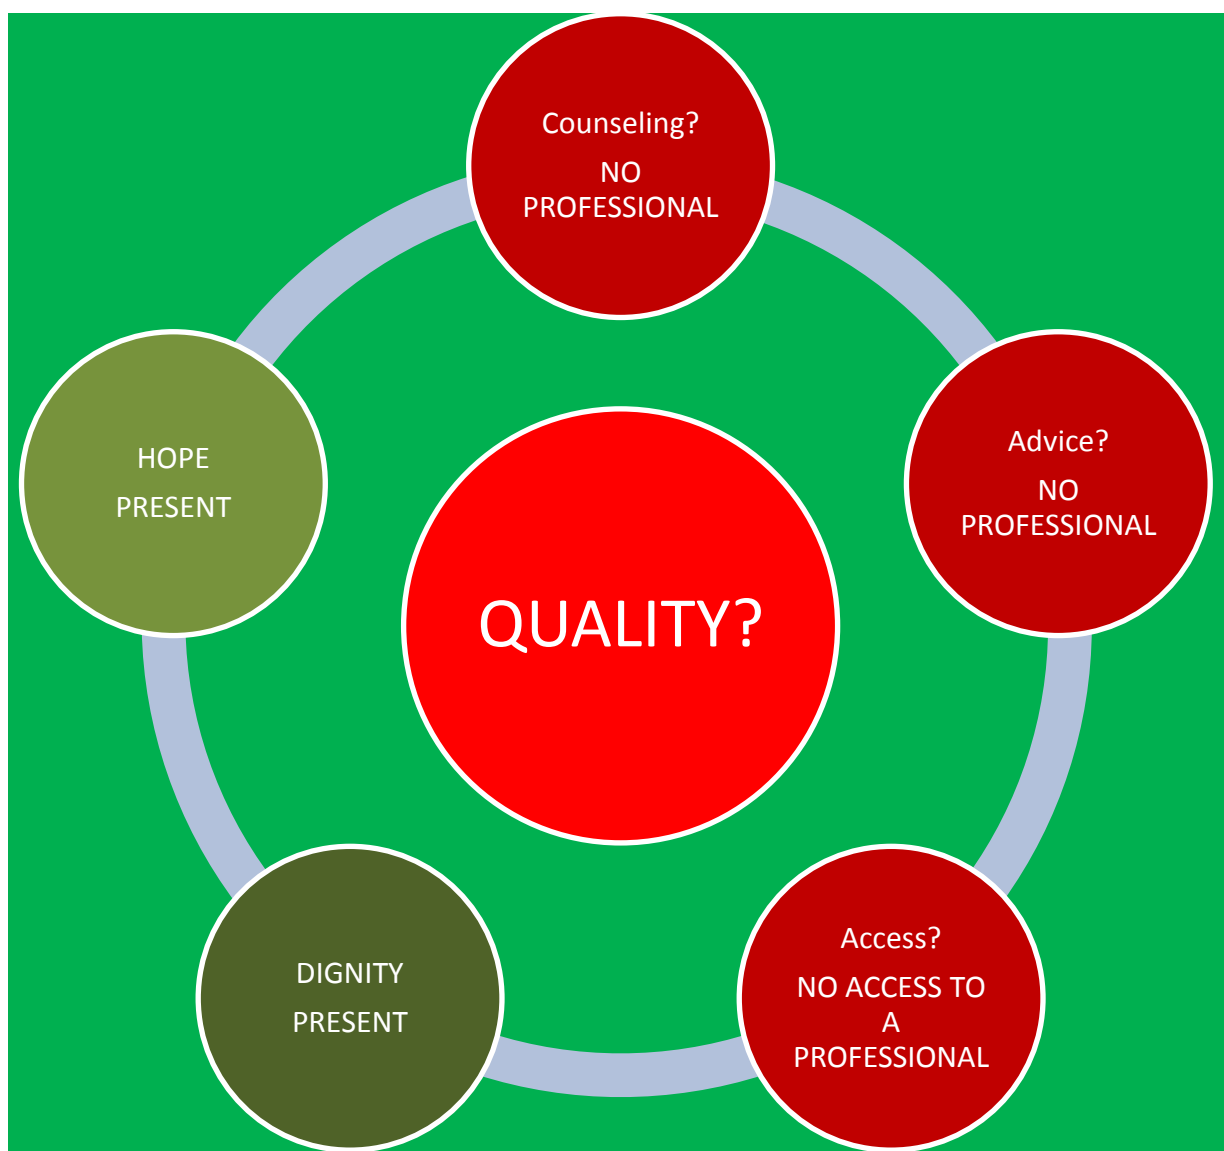 Counseling?
NO
PROFESSIONAL
Advice?
NO
PROFESSIONAL
Access?
NO ACCESS TO
A
PROFESSIONAL
DIGNITY
PRESENT
HOPE
PRESENT
QUALITY?